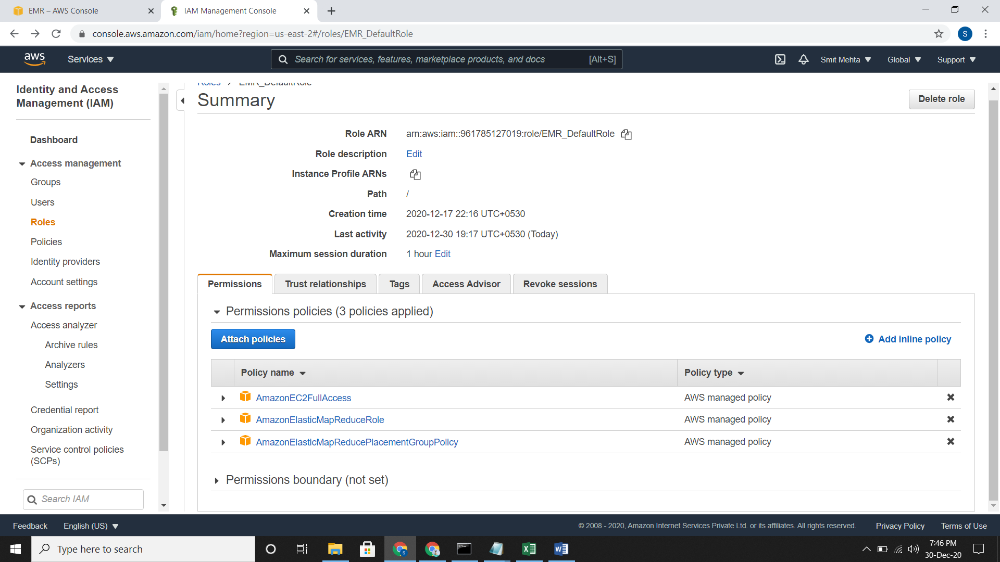 EMR – AWS Console
IAM Management Console
console.aws.amazon.com/iam/home?region=us-east-2#/roles/EMR_DefaultRole
S
aws
Services
Search for services, features, marketplace products, and docs
[Alt+S]
Smit Mehta
Global
Support
Identity and Access
Management (IAM)
Dashboard
Access management
Groups
Users
Roles
Policies
Identity providers
Account settings
Access reports
Access analyzer
Archive rules
Analyzers
Settings
Credential report
Organization activity
Service control policies
(SCPs)
Search IAM
Roles > EMR_DefaultRole
Summary
Delete role
Role ARN arn:aws:iam::961785127019:role/EMR_DefaultRole
Role description Edit
Instance Profile ARNs
Path /
Creation time 2020-12-17 22:16 UTC+0530
Last activity 2020-12-30 19:17 UTC+0530 (Today)
Maximum session duration 1 hour Edit
Permissions
Trust relationships
Tags
Access Advisor
Revoke sessions
Permissions policies (3 policies applied)
Attach policies
Add inline policy
Policy name Policy type
AmazonEC2FullAccess AWS managed policy
AmazonElasticMapReduceRole AWS managed policy
AmazonElasticMapReducePlacementGroupPolicy AWS managed policy
Permissions boundary (not set)
Feedback
English (US)
© 2008 - 2020, Amazon Internet Services Private Ltd. or its affiliates. All rights reserved.
Privacy Policy
Terms of Use
Type here to search
7:46 PM
30-Dec-20